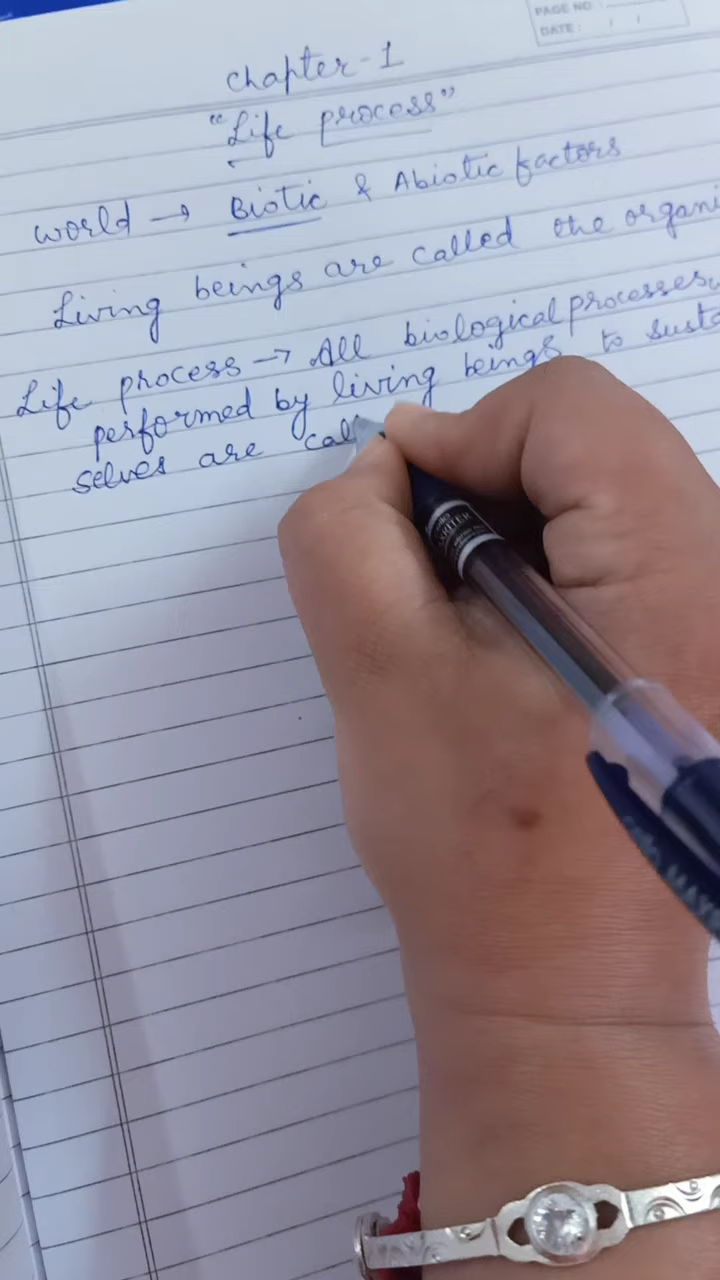 PAGE NO
DATE : / /
Chapter-1
"Life process"
world → Biotic & Abiotic factors
Living beings are called the organi
Life process → All biological processes,
performed by living beings to susta
selves are call